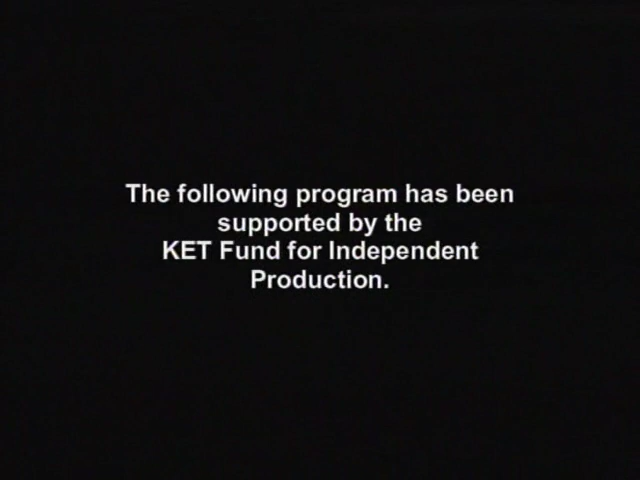 The following program has been
supported by the
KET Fund for Independent
Production.